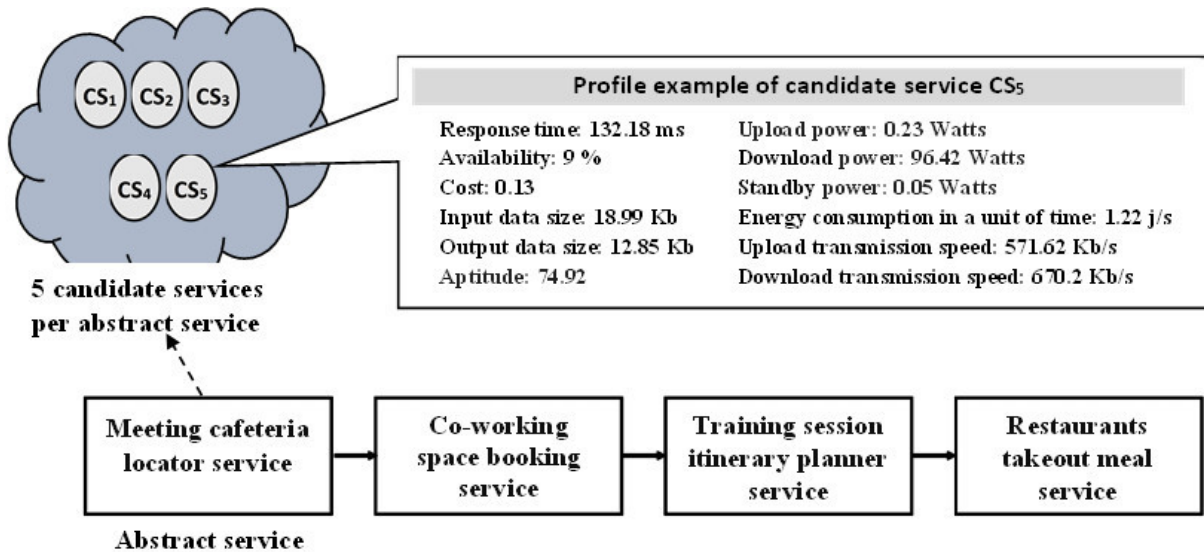 CS₁ CS₂ CS₃
CS₄ CS₅
5 candidate services
per abstract service
Profile example of candidate service CS₅
Response time: 132.18 ms
Availability: 9 %
Cost: 0.13
Input data size: 18.99 Kb
Output data size: 12.85 Kb
Aptitude: 74.92
Upload power: 0.23 Watts
Download power: 96.42 Watts
Standby power: 0.05 Watts
Energy consumption in a unit of time: 1.22 j/s
Upload transmission speed: 571.62 Kb/s
Download transmission speed: 670.2 Kb/s
Meeting cafeteria
locator service
Abstract service
Co-working
space booking
service
Training session
itinerary planner
service
Restaurants
takeout meal
service